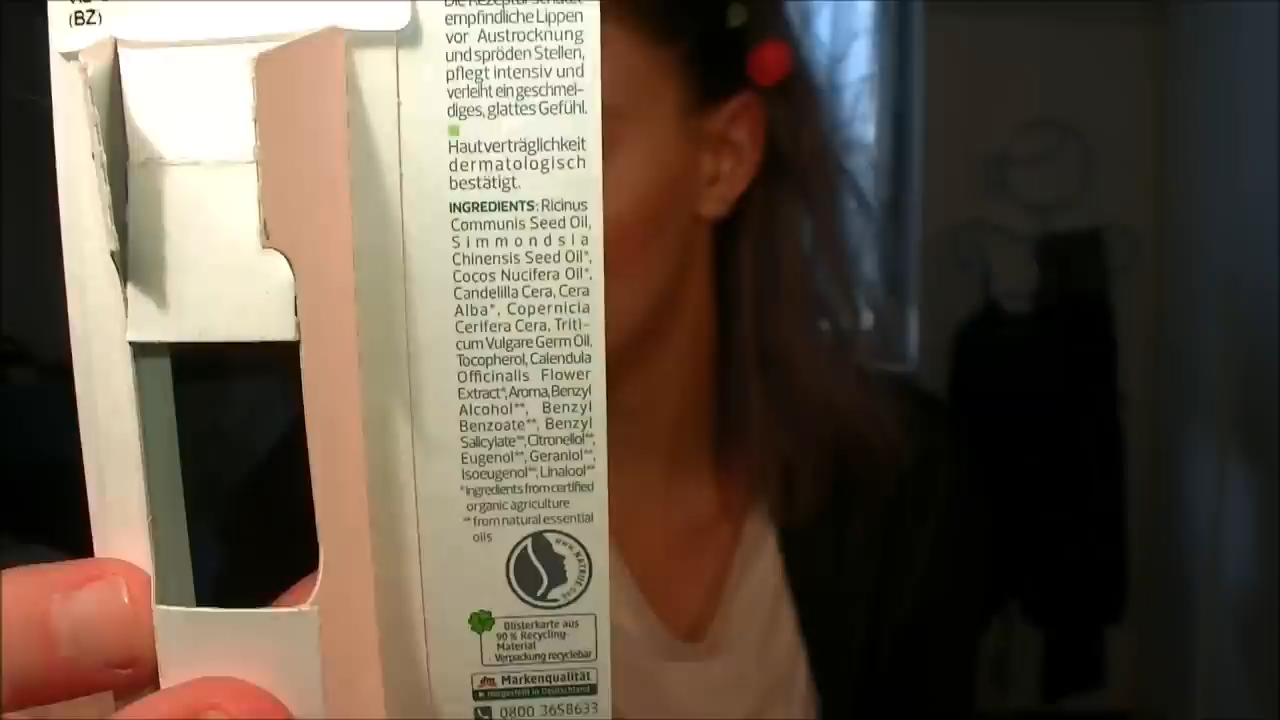 (BZ)
Die Rezeptur schützt
empfindliche Lippen
vor Austrocknung
und spröden Stellen,
pflegt intensiv und
verleiht ein geschmei-
diges, glattes Gefühl.
Hautverträglichkeit
dermatologisch
bestätigt.
INGREDIENTS: Ricinus
Communis Seed Oil,
Simmondsia
Chinensis Seed Oil*,
Cocos Nucifera Oil*,
Candelilla Cera, Cera
Alba*, Copernicia
Cerifera Cera, Triti-
cum Vulgare Germ Oil,
Tocopherol, Calendula
Officinalis Flower
Extract*, Aroma, Benzyl
Alcohol**, Benzyl
Benzoate**, Benzyl
Salicylate**, Citronellol**,
Eugenol**, Geraniol**,
Isoeugenol**, Linalool**
*ingredients from certified
organic agriculture
**from natural essential
oils
www.NATRUE.org
Blisterkarte aus
90 % Recycling-
Material
Verpackung recyclebar
dm Markenqualität
hergestellt in Deutschland
0800 3658633